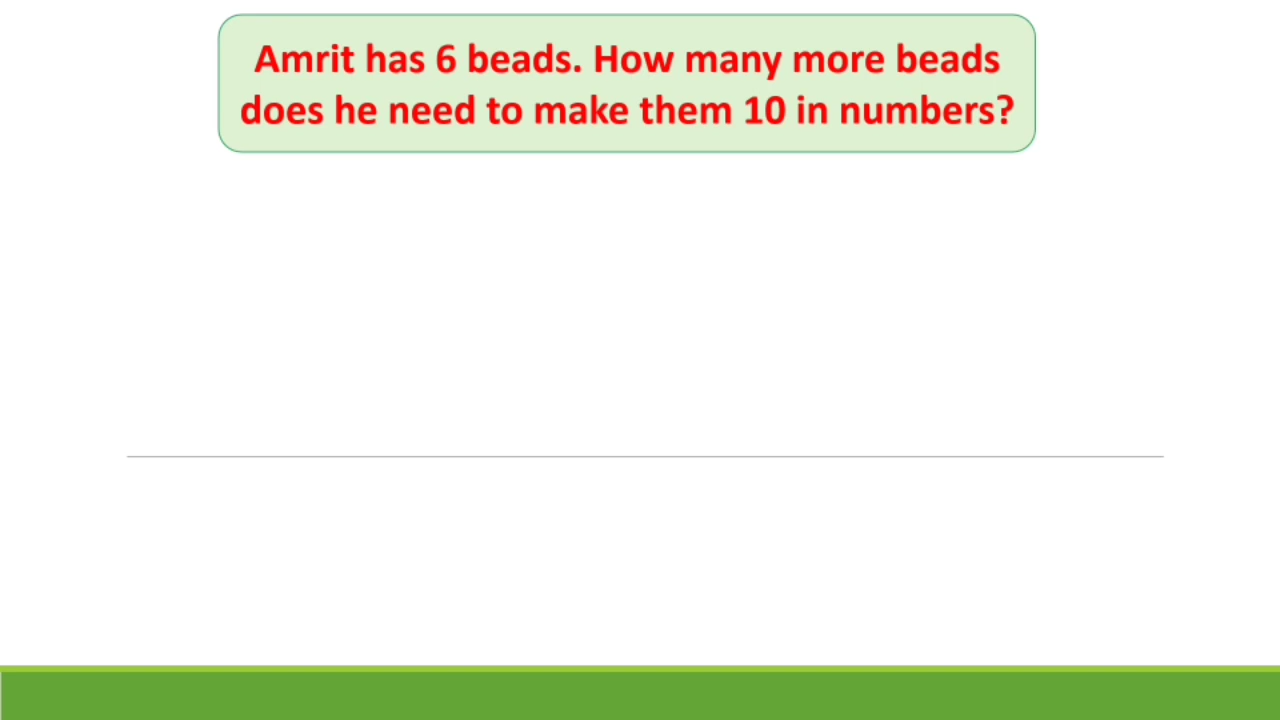 Amrit has 6 beads. How many more beads
does he need to make them 10 in numbers?